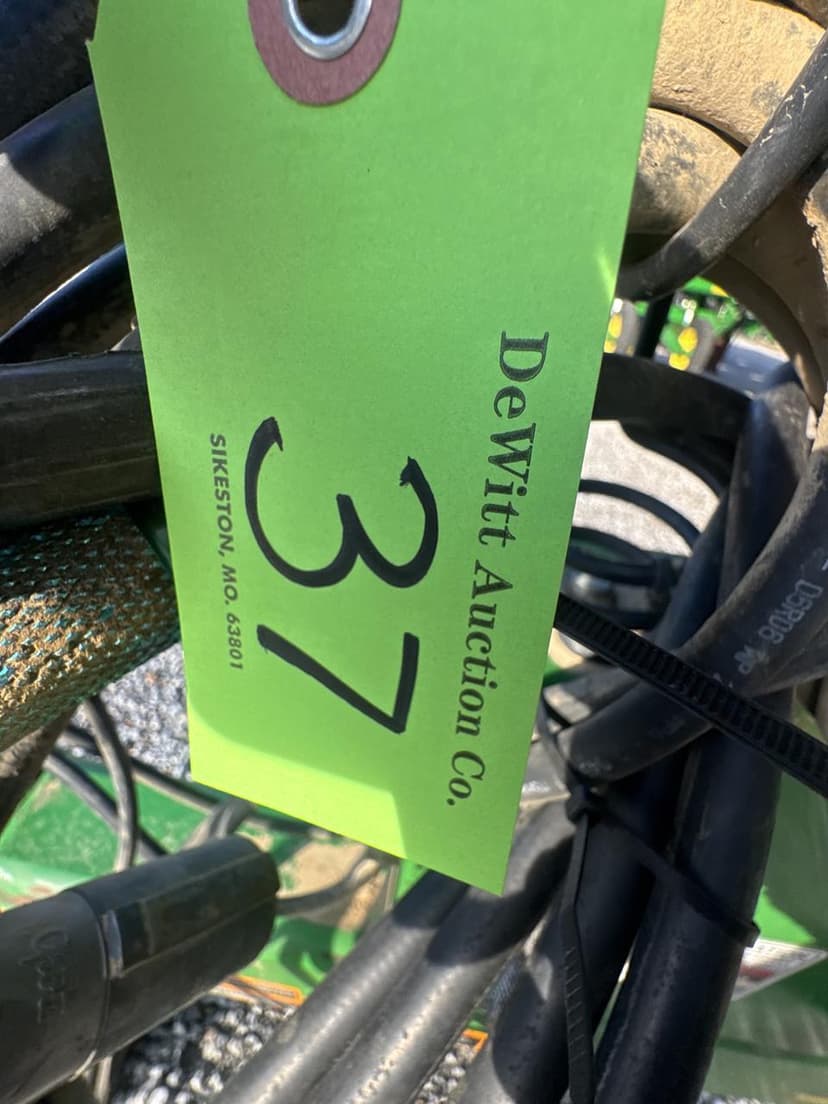 DeWitt Auction Co.
37
SIKESTON, MO. 63801